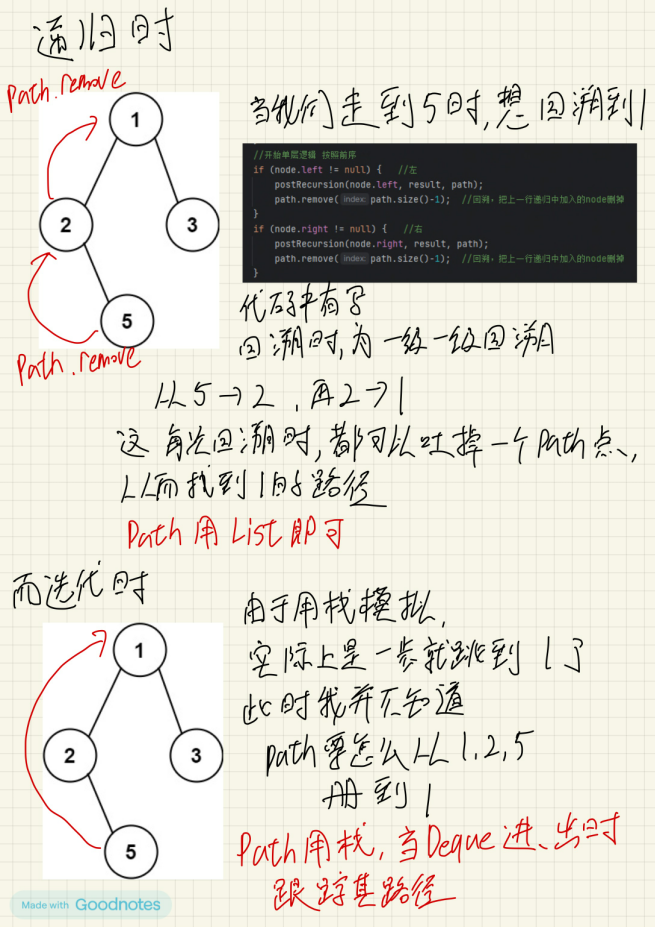 递归时
Path.remove
1
2
3
5
Path.remove
当我们走到5时,想回溯到1
//开始单层逻辑 按照前序
if (node.left != null) {   //左
postRecursion(node.left, result, path);
path.remove( index: path.size()-1);  //回溯,把上一行递归中加入的node删掉
}
if (node.right != null) {   //右
postRecursion(node.right, result, path);
path.remove( index: path.size()-1);  //回溯,把上一行递归中加入的node删掉
}
代码中有写
回溯时,为一级一级回溯
从5→2,再2→1
这每次回溯时,都可以吐掉一个Path点、
从而找到1的路径
Path用List即可
而迭代时
1
2
3
5
由于用栈模拟,
实际上是一步就跳到1了
此时我并不知道
path要怎么从1,2,5
删到1
Path用栈,当Deque进、出时
跟踪其路径
Made with Goodnotes